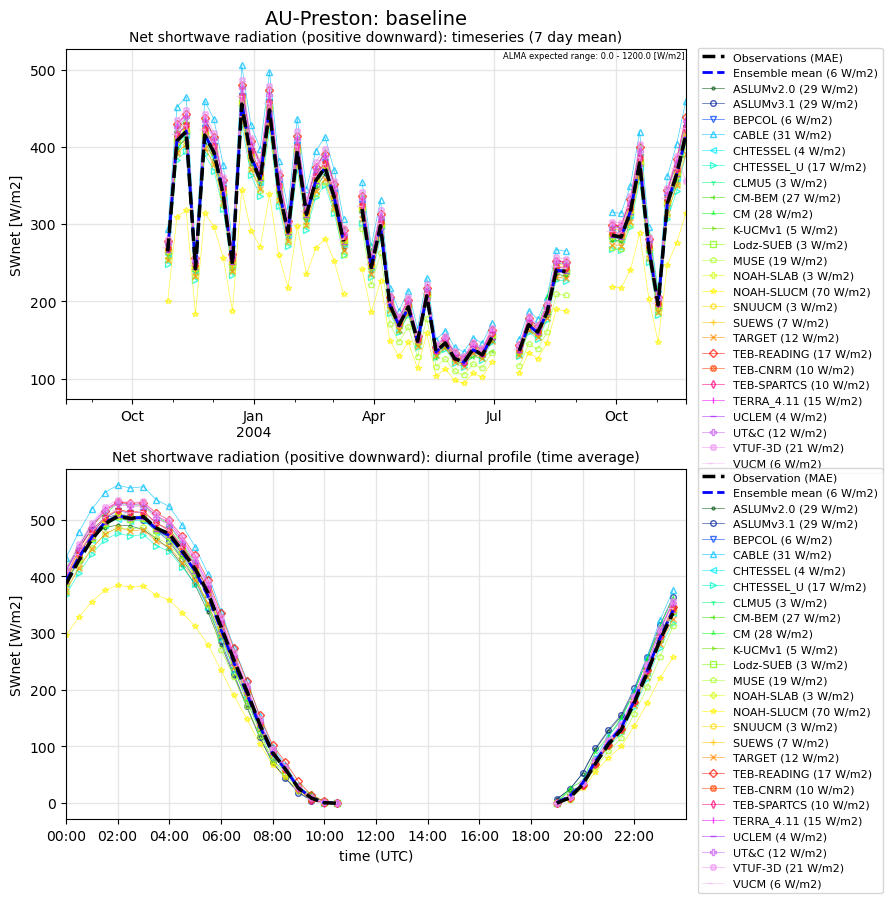 AU-Preston: baseline
Net shortwave radiation (positive downward): timeseries (7 day mean)
ALMA expected range: 0.0 - 1200.0 [W/m2]
SWnet [W/m2]
500
400
300
200
100
Oct
Jan
2004
Apr
Jul
Oct
Observations (MAE)
Ensemble mean (6 W/m2)
ASLUMv2.0 (29 W/m2)
ASLUMv3.1 (29 W/m2)
BEPCOL (6 W/m2)
CABLE (31 W/m2)
CHTESSEL (4 W/m2)
CHTESSEL_U (17 W/m2)
CLMU5 (3 W/m2)
CM-BEM (27 W/m2)
CM (28 W/m2)
K-UCMv1 (5 W/m2)
Lodz-SUEB (3 W/m2)
MUSE (19 W/m2)
NOAH-SLAB (3 W/m2)
NOAH-SLUCM (70 W/m2)
SNUUCM (3 W/m2)
SUEWS (7 W/m2)
TARGET (12 W/m2)
TEB-READING (17 W/m2)
TEB-CNRM (10 W/m2)
TEB-SPARTCS (10 W/m2)
TERRA_4.11 (15 W/m2)
UCLEM (4 W/m2)
UT&C (12 W/m2)
VTUF-3D (21 W/m2)
VUCM (6 W/m2)
Net shortwave radiation (positive downward): diurnal profile (time average)
SWnet [W/m2]
500
400
300
200
100
0
00:00
02:00
04:00
06:00
08:00
10:00
12:00
14:00
16:00
18:00
20:00
22:00
time (UTC)
Observation (MAE)
Ensemble mean (6 W/m2)
ASLUMv2.0 (29 W/m2)
ASLUMv3.1 (29 W/m2)
BEPCOL (6 W/m2)
CABLE (31 W/m2)
CHTESSEL (4 W/m2)
CHTESSEL_U (17 W/m2)
CLMU5 (3 W/m2)
CM-BEM (27 W/m2)
CM (28 W/m2)
K-UCMv1 (5 W/m2)
Lodz-SUEB (3 W/m2)
MUSE (19 W/m2)
NOAH-SLAB (3 W/m2)
NOAH-SLUCM (70 W/m2)
SNUUCM (3 W/m2)
SUEWS (7 W/m2)
TARGET (12 W/m2)
TEB-READING (17 W/m2)
TEB-CNRM (10 W/m2)
TEB-SPARTCS (10 W/m2)
TERRA_4.11 (15 W/m2)
UCLEM (4 W/m2)
UT&C (12 W/m2)
VTUF-3D (21 W/m2)
VUCM (6 W/m2)